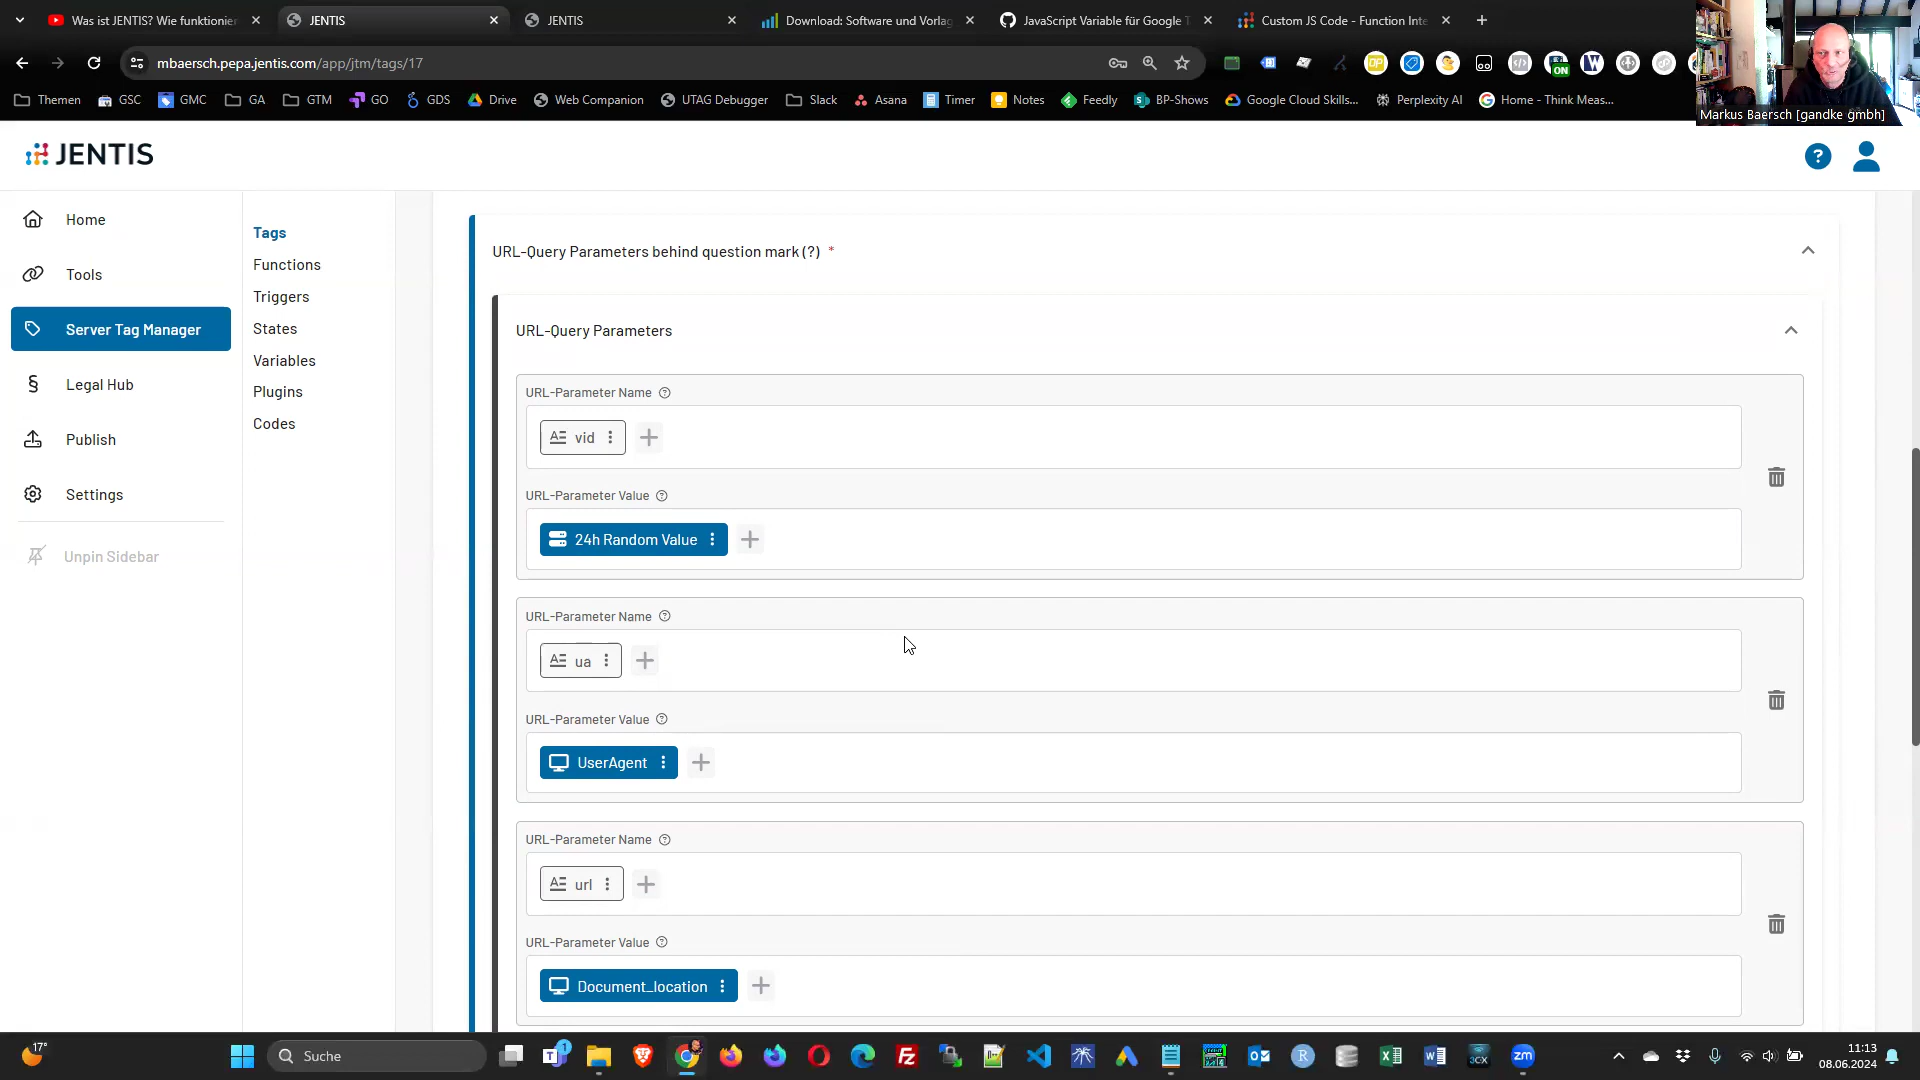 Was ist JENTIS? Wie funktionier
JENTIS
JENTIS
Download: Software und Vorlag
JavaScript Variable für Google T
Custom JS Code - Function Inte
mbaersch.pepa.jentis.com/app/jtm/tags/17
ON
Themen
GSC
GMC
GA
GTM
GO
GDS
Drive
Web Companion
UTAG Debugger
Slack
Asana
Timer
Notes
Feedly
BP-Shows
Google Cloud Skills...
Perplexity AI
Home - Think Meas...
Markus Baersch [gandke gmbh]
JENTIS
Home
Tools
Server Tag Manager
Legal Hub
Publish
Settings
Unpin Sidebar
Tags
Functions
Triggers
States
Variables
Plugins
Codes
URL-Query Parameters behind question mark (?) *
URL-Query Parameters
URL-Parameter Name
vid
URL-Parameter Value
24h Random Value
URL-Parameter Name
ua
URL-Parameter Value
UserAgent
URL-Parameter Name
url
URL-Parameter Value
Document_location
17°
Suche
11:13
08.06.2024